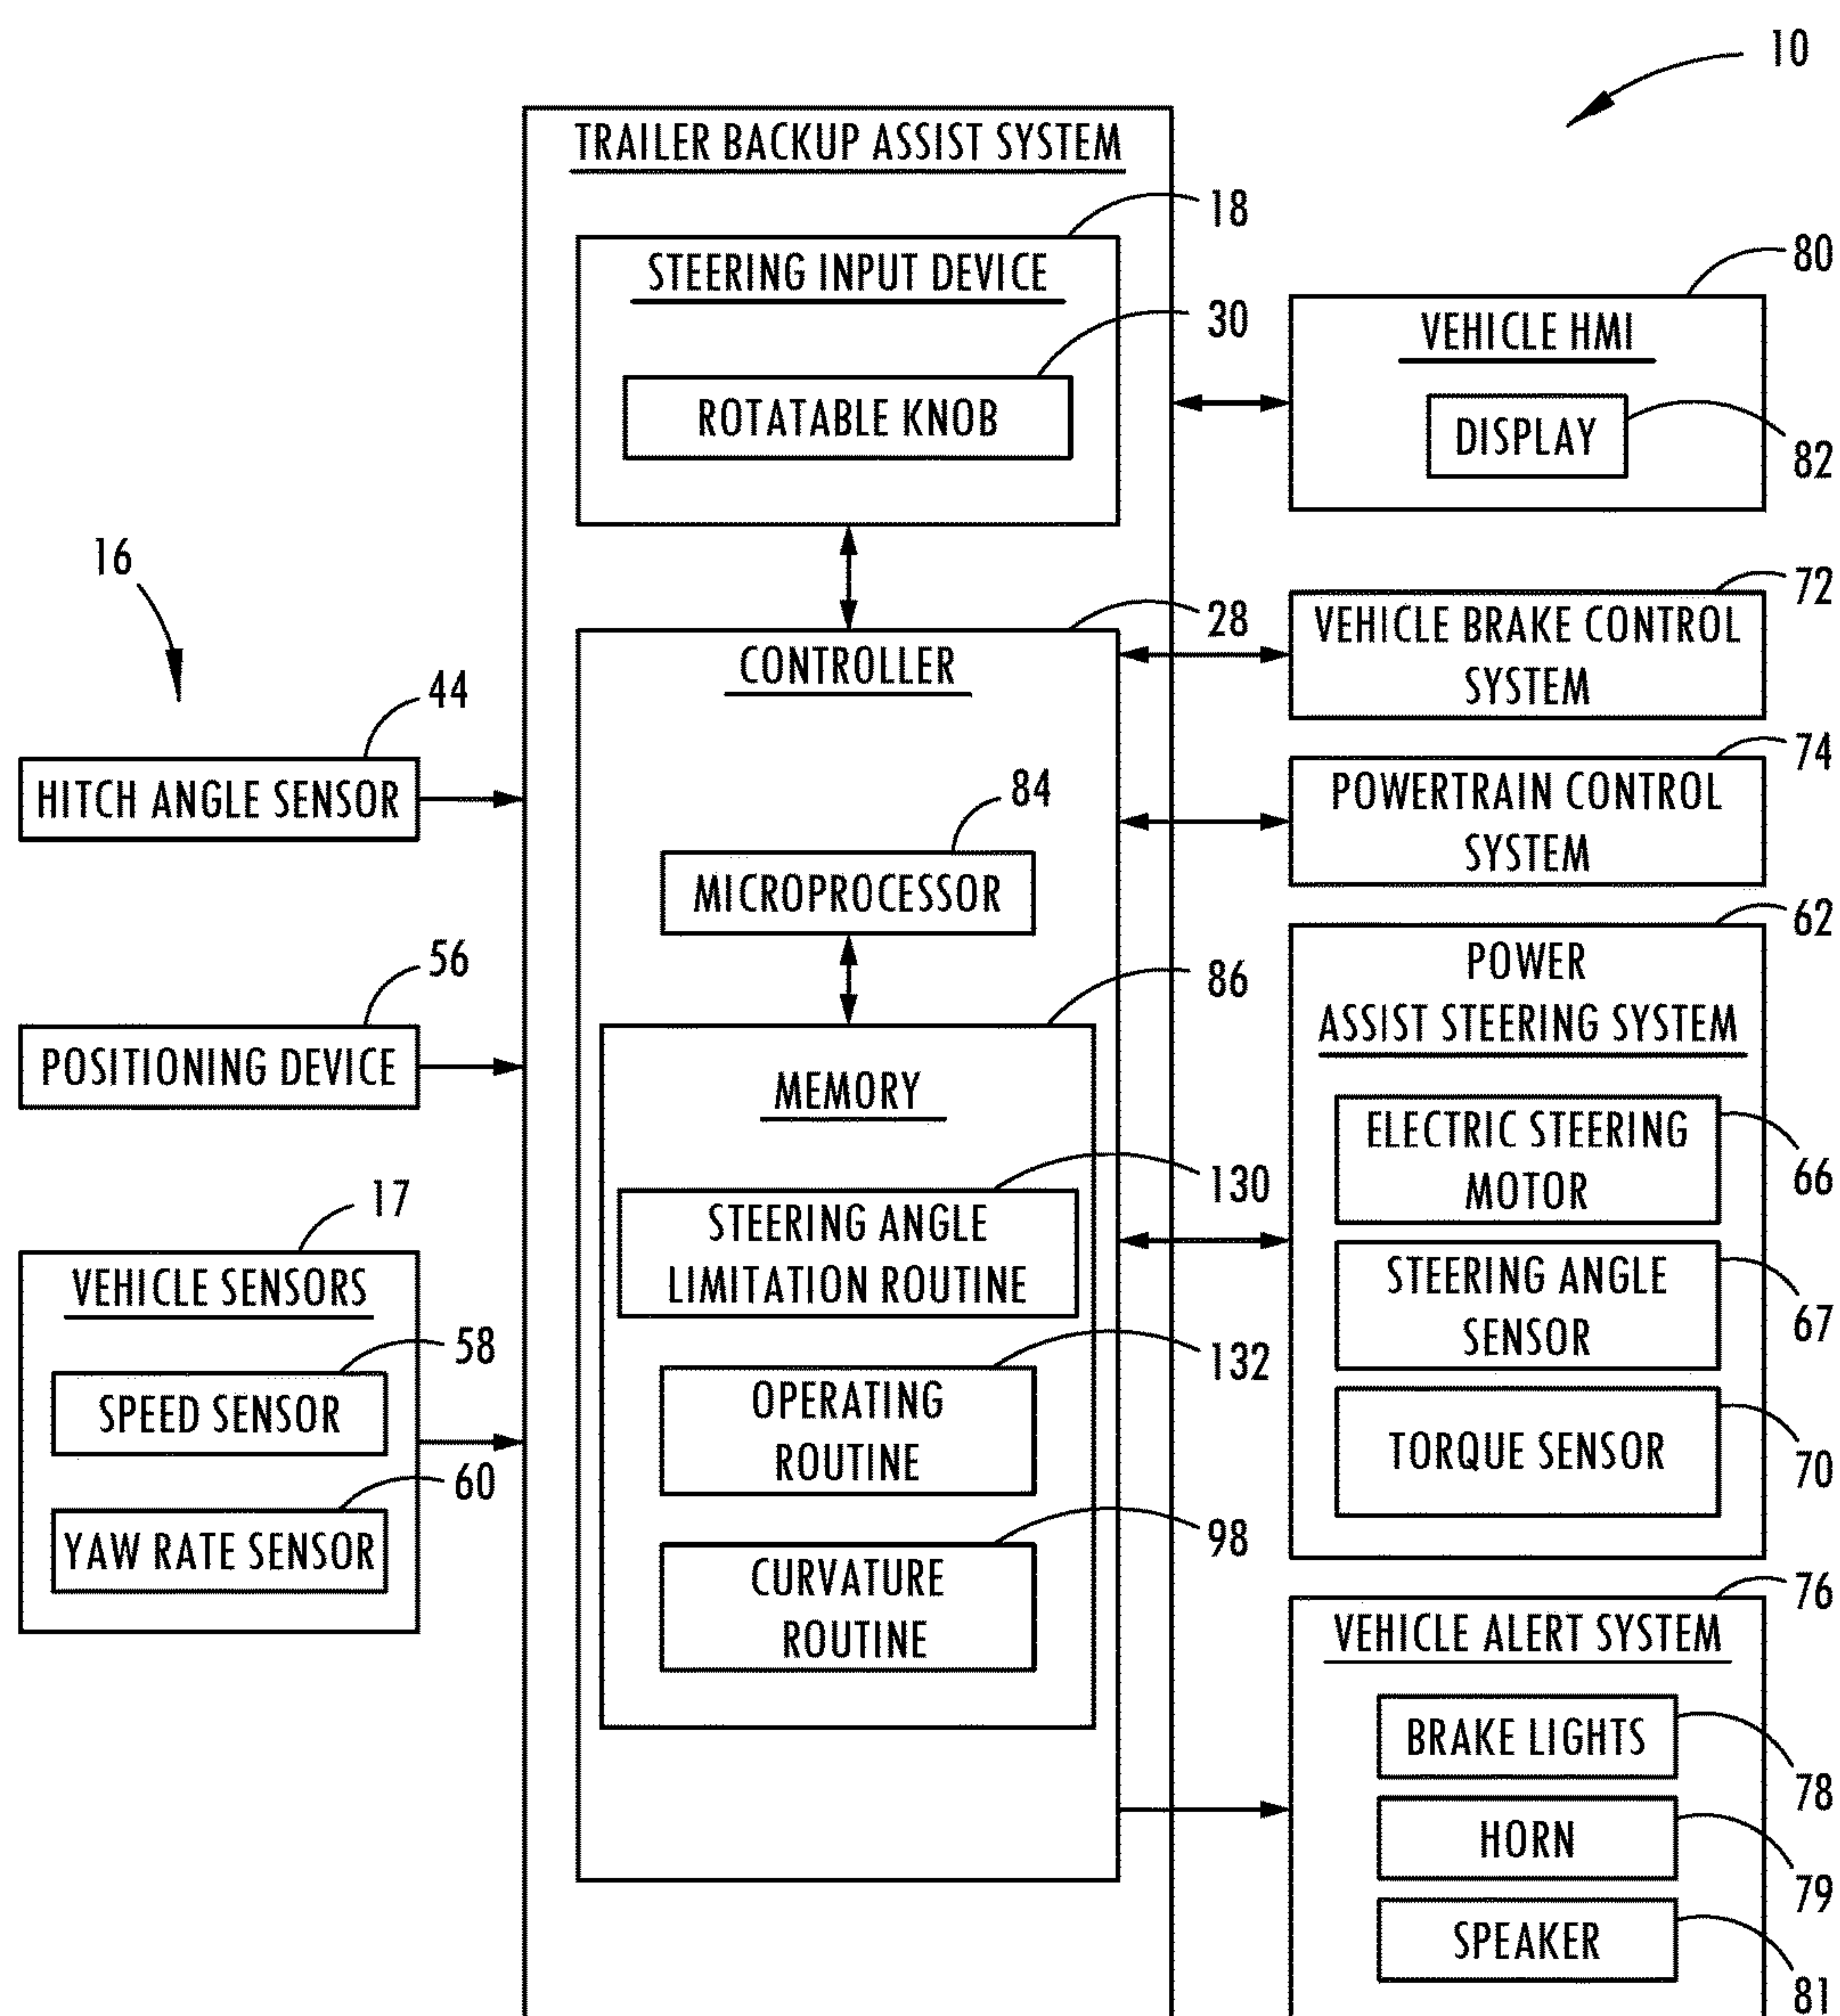 10
TRAILER BACKUP ASSIST SYSTEM
18
STEERING INPUT DEVICE
30
ROTATABLE KNOB
80
VEHICLE HMI
DISPLAY
82
16
44
HITCH ANGLE SENSOR
56
POSITIONING DEVICE
17
VEHICLE SENSORS
58
SPEED SENSOR
60
YAW RATE SENSOR
28
CONTROLLER
84
MICROPROCESSOR
86
MEMORY
130
STEERING ANGLE
LIMITATION ROUTINE
132
OPERATING
ROUTINE
98
CURVATURE
ROUTINE
72
VEHICLE BRAKE CONTROL
SYSTEM
74
POWERTRAIN CONTROL
SYSTEM
62
POWER
ASSIST STEERING SYSTEM
ELECTRIC STEERING
MOTOR
66
STEERING ANGLE
SENSOR
67
TORQUE SENSOR
70
76
VEHICLE ALERT SYSTEM
BRAKE LIGHTS
78
HORN
79
SPEAKER
81